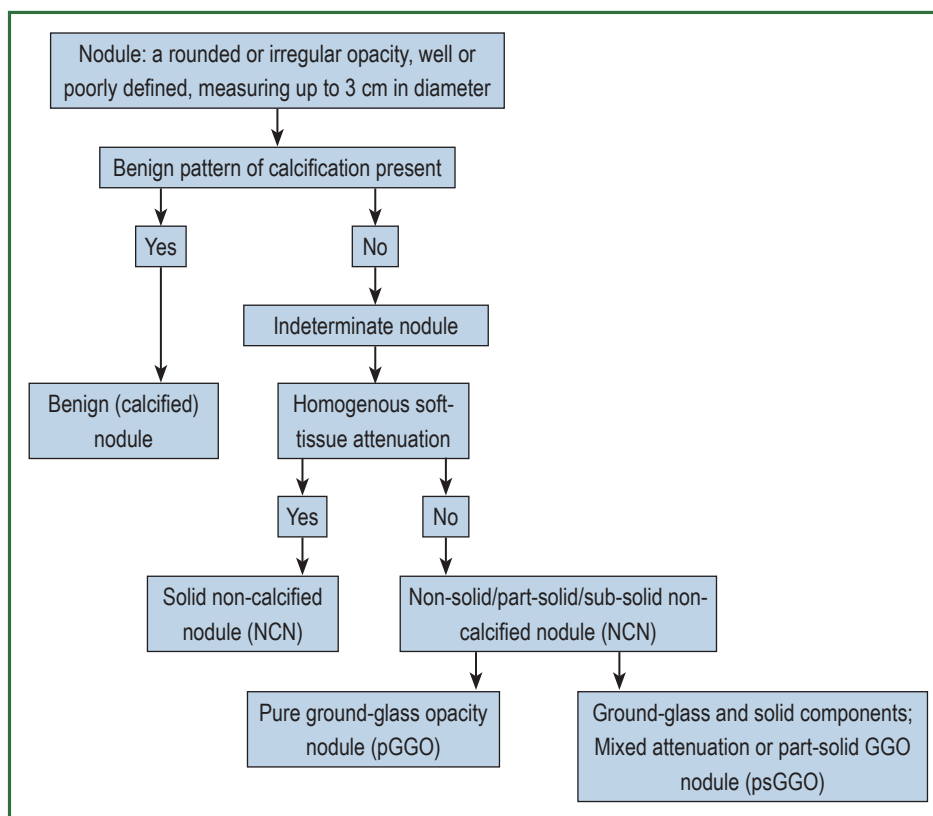 Nodule: a rounded or irregular opacity, well or
poorly defined, measuring up to 3 cm in diameter
Benign pattern of calcification present
Yes
No
Indeterminate nodule
Benign (calcified)
nodule
Homogenous soft-
tissue attenuation
Yes
No
Solid non-calcified
nodule (NCN)
Non-solid/part-solid/sub-solid non-
calcified nodule (NCN)
Pure ground-glass opacity
nodule (pGGO)
Ground-glass and solid components;
Mixed attenuation or part-solid GGO
nodule (psGGO)